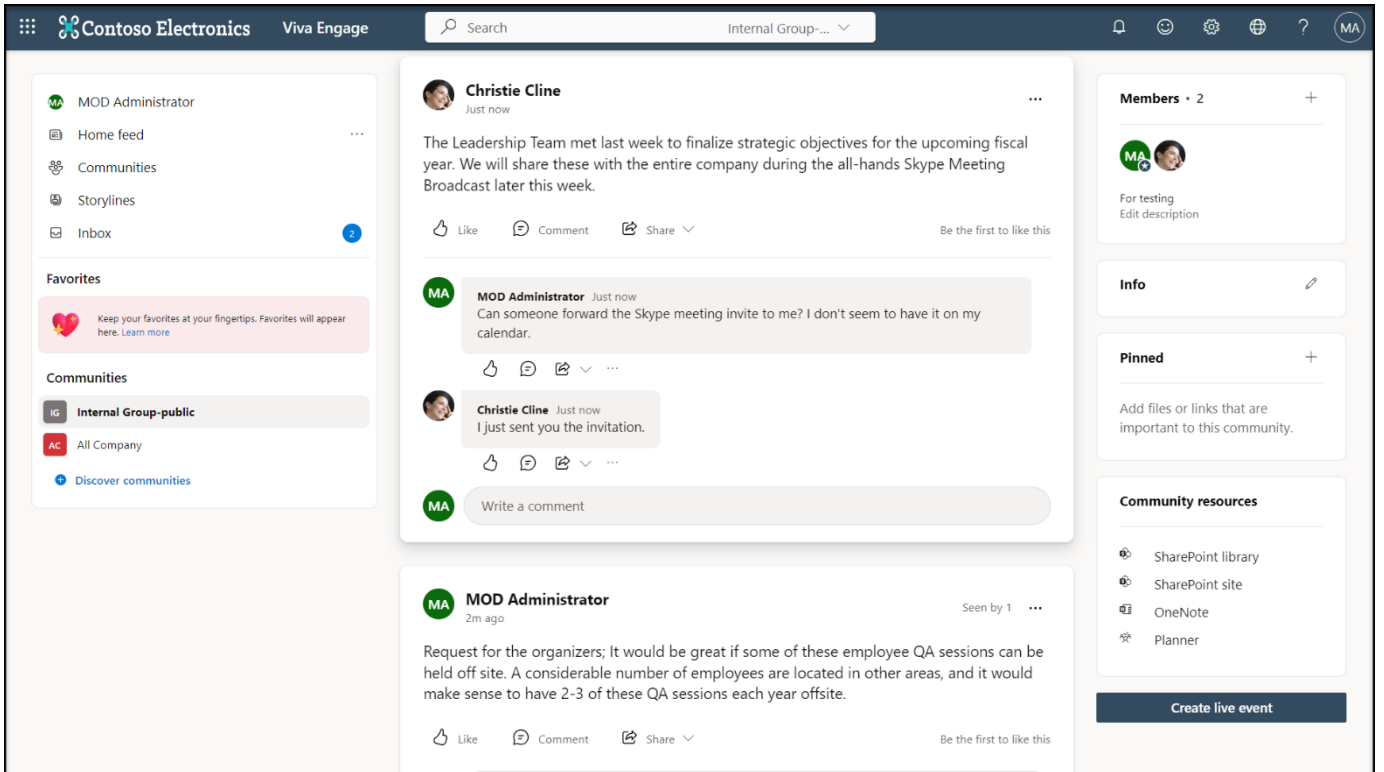 Contoso Electronics
Viva Engage
Search
Internal Group-...
?
MA
MA MOD Administrator
Home feed
Communities
Storylines
Inbox 2
Favorites
Keep your favorites at your fingertips. Favorites will appear
here. Learn more
Communities
IG Internal Group-public
AC All Company
Discover communities
Christie Cline
Just now
The Leadership Team met last week to finalize strategic objectives for the upcoming fiscal
year. We will share these with the entire company during the all-hands Skype Meeting
Broadcast later this week.
Like Comment Share Be the first to like this
MA
MOD Administrator Just now
Can someone forward the Skype meeting invite to me? I don't seem to have it on my
calendar.
Christie Cline Just now
I just sent you the invitation.
MA Write a comment
MA MOD Administrator
2m ago
Seen by 1
Request for the organizers; It would be great if some of these employee QA sessions can be
held off site. A considerable number of employees are located in other areas, and it would
make sense to have 2-3 of these QA sessions each year offsite.
Like Comment Share Be the first to like this
Members • 2
MA
For testing
Edit description
Info
Pinned
Add files or links that are
important to this community.
Community resources
SharePoint library
SharePoint site
OneNote
Planner
Create live event